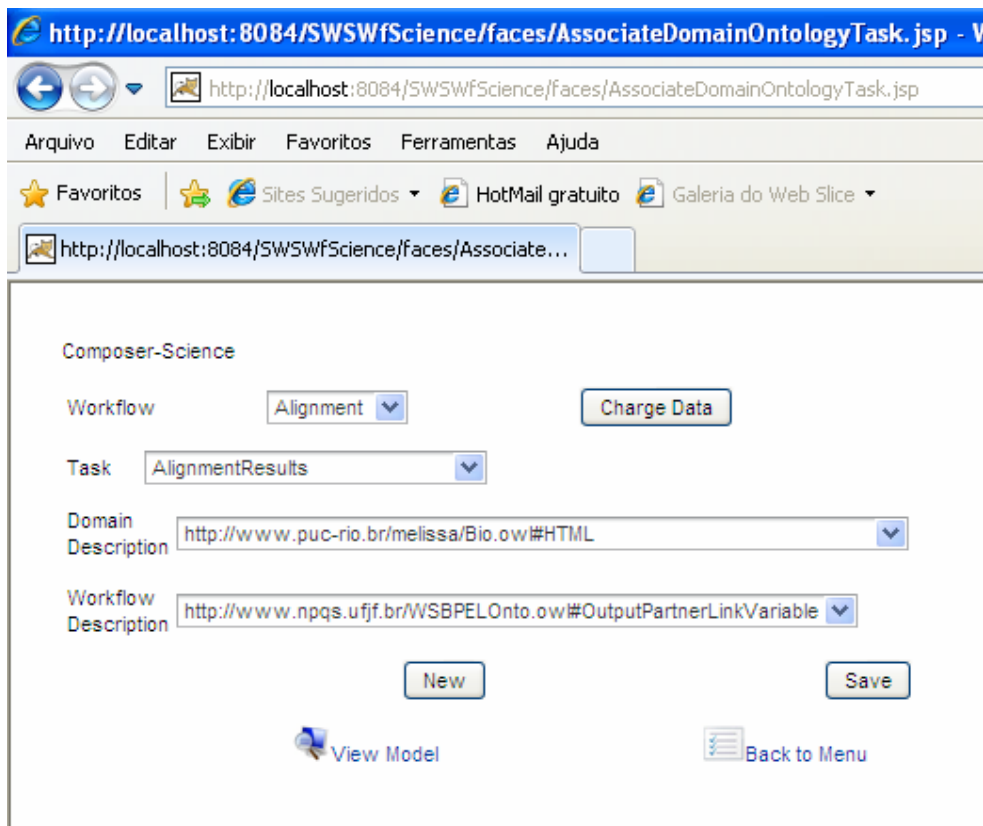 http://localhost:8084/SWSWfScience/faces/AssociateDomainOntologyTask.jsp - W
http://localhost:8084/SWSWfScience/faces/AssociateDomainOntologyTask.jsp
Arquivo Editar Exibir Favoritos Ferramentas Ajuda
Favoritos Sites Sugeridos HotMail gratuito Galeria do Web Slice
http://localhost:8084/SWSWfScience/faces/Associate...
Composer-Science
Workflow Alignment Charge Data
Task AlignmentResults
Domain
Description http://www.puc-rio.br/melissa/Bio.owl#HTML
Workflow
Description http://www.npqs.ufjf.br/WSBPELOnto.owl#OutputPartnerLinkVariable
New Save
View Model Back to Menu